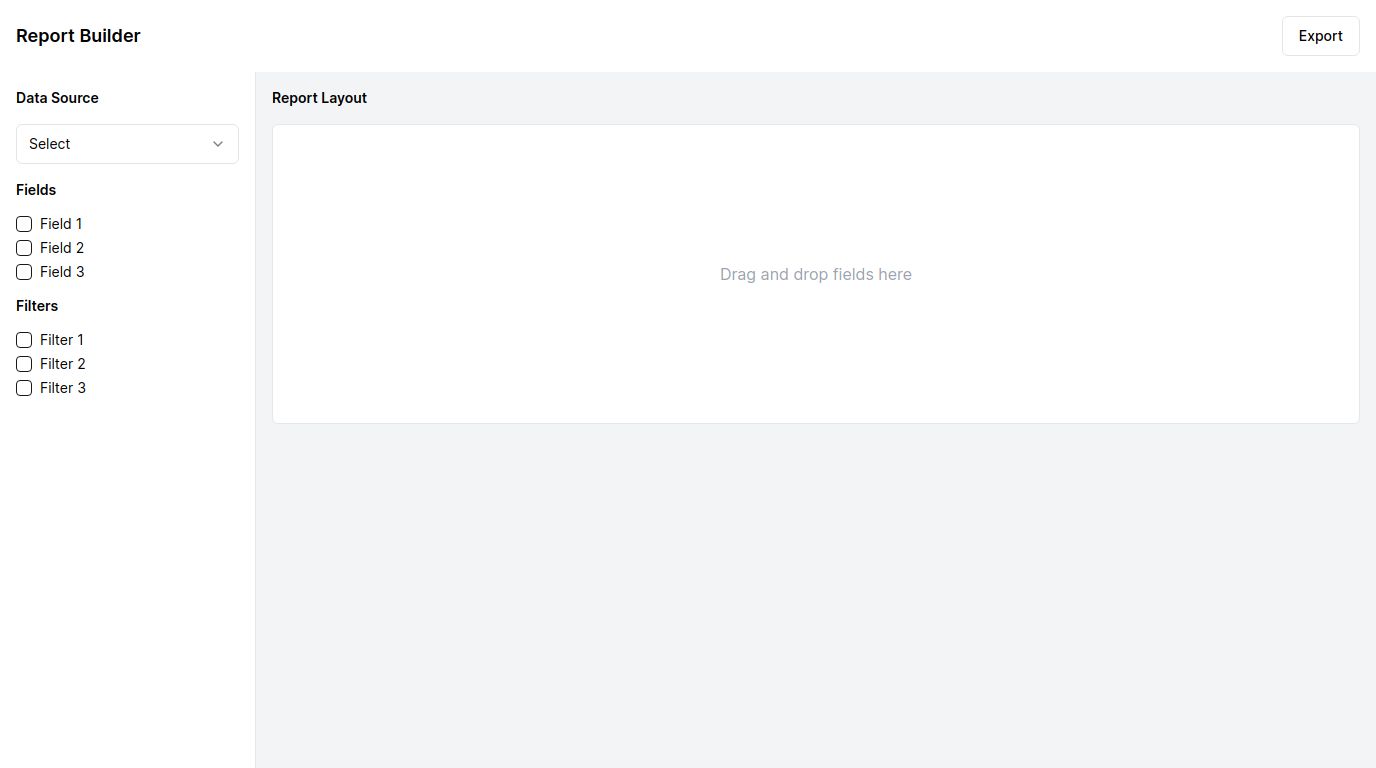 Report Builder
Export
Data Source
Select
Fields
Field 1
Field 2
Field 3
Filters
Filter 1
Filter 2
Filter 3
Report Layout
Drag and drop fields here